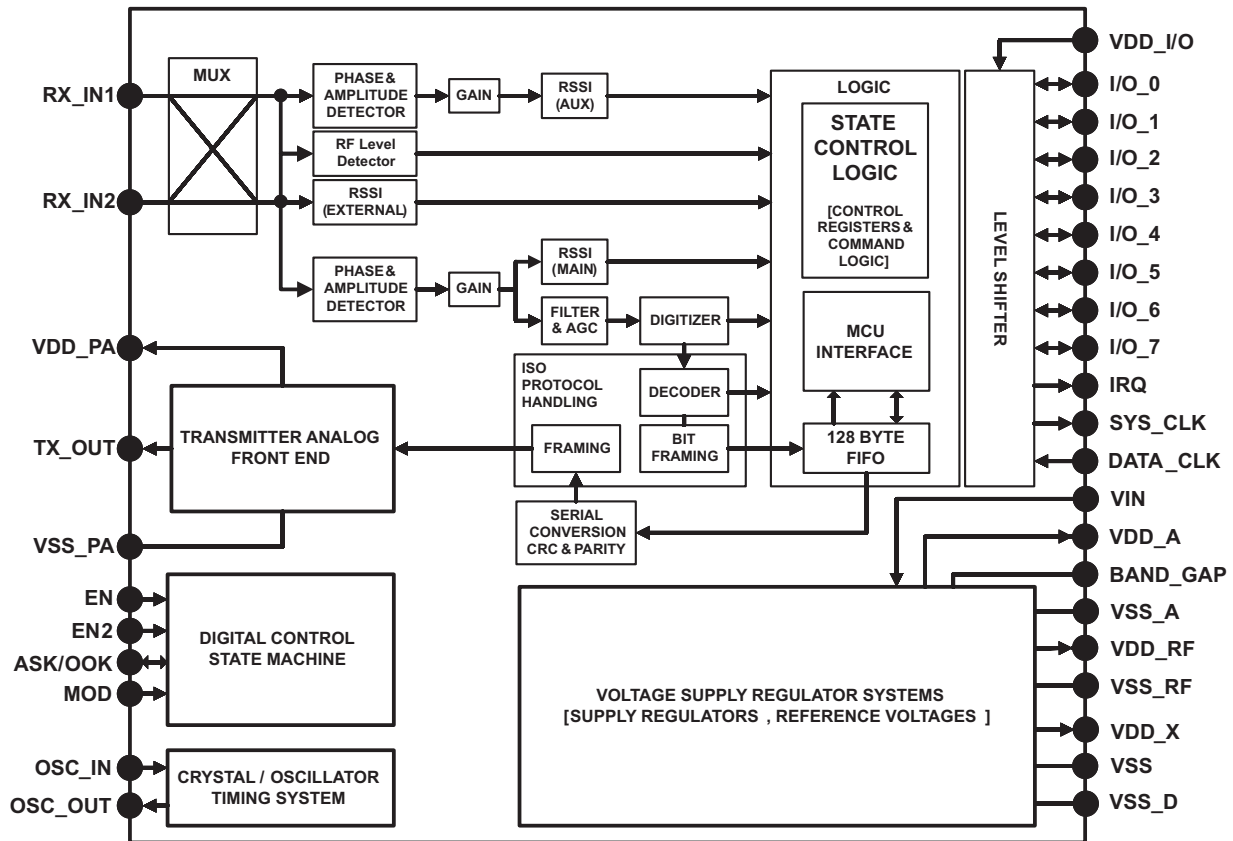 VDD_I/O
MUX
PHASE &
AMPLITUDE
DETECTOR
GAIN
RSSI
(AUX)
LOGIC
RX_IN1
I/O_0
STATE
CONTROL
LOGIC
[CONTROL
REGISTERS &
COMMAND
LOGIC]
I/O_1
RF Level
Detector
I/O_2
RX_IN2
RSSI
(EXTERNAL)
I/O_3
LEVEL SHIFTER
I/O_4
PHASE &
AMPLITUDE
DETECTOR
GAIN
RSSI
(MAIN)
I/O_5
FILTER
& AGC
DIGITIZER
I/O_6
MCU
INTERFACE
VDD_PA
I/O_7
ISO
PROTOCOL
HANDLING
DECODER
IRQ
SYS_CLK
TRANSMITTER ANALOG
FRONT END
TX_OUT
FRAMING
BIT
FRAMING
128 BYTE
FIFO
DATA_CLK
VIN
SERIAL
CONVERSION
CRC & PARITY
VSS_PA
VDD_A
BAND_GAP
EN
VSS_A
EN2
DIGITAL CONTROL
STATE MACHINE
VDD_RF
ASK/OOK
MOD
VSS_RF
VOLTAGE SUPPLY REGULATOR SYSTEMS
[SUPPLY REGULATORS , REFERENCE VOLTAGES ]
VDD_X
OSC_IN
VSS
CRYSTAL / OSCILLATOR
TIMING SYSTEM
OSC_OUT
VSS_D